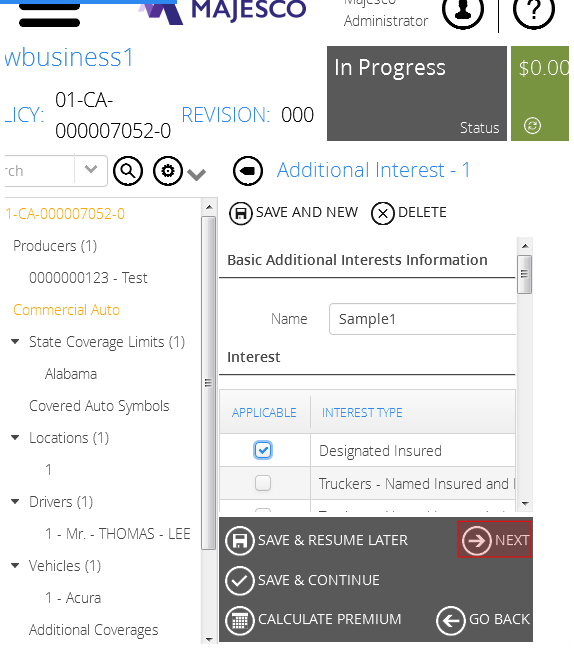 MAJESCO
Majesco
Administrator
?
wbusiness1
In Progress
Status
$0.00
LICY: 01-CA-
000007052-0
REVISION: 000
rch
Additional Interest - 1
SAVE AND NEW
DELETE
1-CA-000007052-0
Producers (1)
0000000123 - Test
Commercial Auto
State Coverage Limits (1)
Alabama
Covered Auto Symbols
Locations (1)
1
Drivers (1)
1 - Mr. - THOMAS - LEE
Vehicles (1)
1 - Acura
Additional Coverages
Basic Additional Interests Information
Name Sample1
Interest
APPLICABLE INTEREST TYPE
Designated Insured
Truckers - Named Insured and
SAVE & RESUME LATER
NEXT
SAVE & CONTINUE
CALCULATE PREMIUM
GO BACK